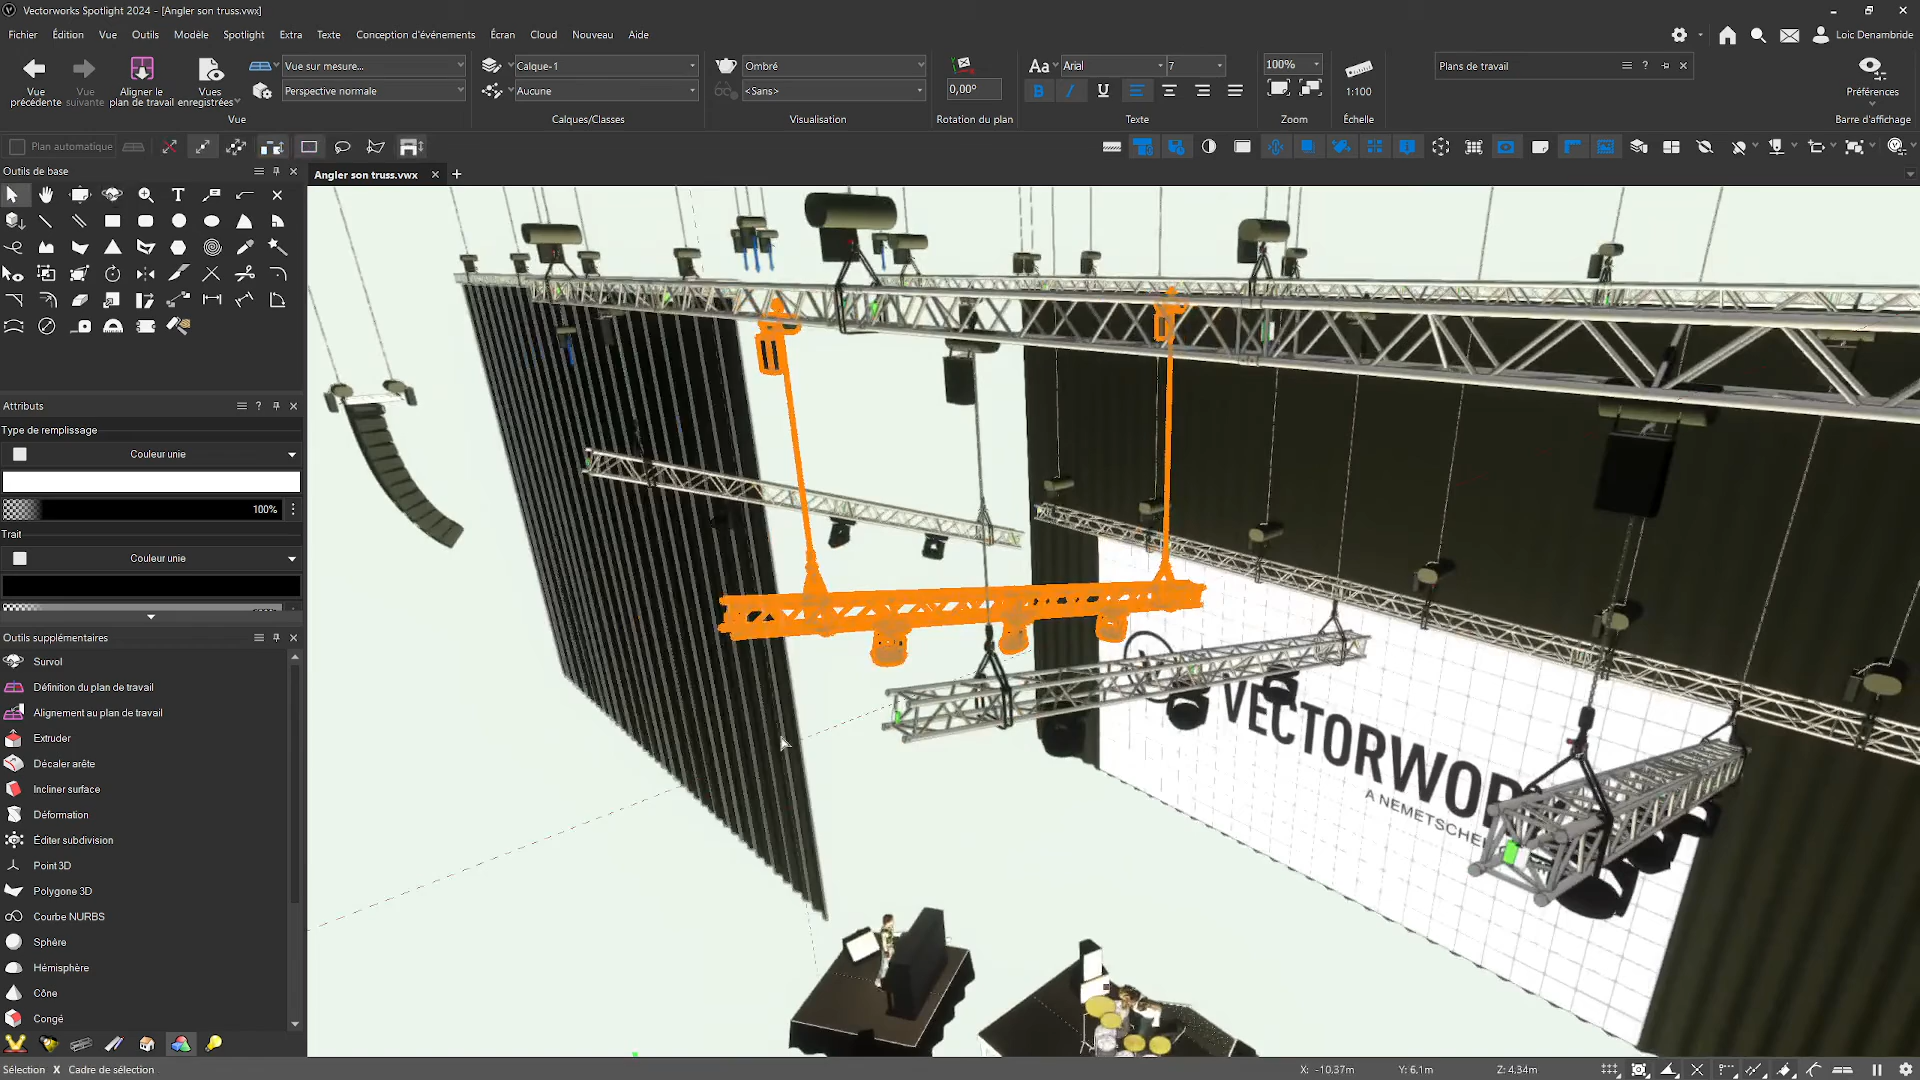 Vectorworks Spotlight 2024 - [Angler son truss.vwx]
Fichier Édition Vue Outils Modèle Spotlight Extra Texte Conception d'événements Écran Cloud Nouveau Aide
Loïc Denambride
Vue précédente
Vue suivante
Aligner le plan de travail
Vues enregistrées
Vue sur mesure...
Perspective normale
Vue
Calque-1
Aucune
Calques/Classes
Ombré
<Sans>
Visualisation
0,00°
Rotation du plan
Aa Arial 7
B I U
Texte
100%
Zoom
1:100
Échelle
Plans de travail
Préférences
Barre d'affichage
Plan automatique
Outils de base
Angler son truss.vwx
Attributs
Type de remplissage
Couleur unie
100%
Trait
Couleur unie
Outils supplémentaires
Survol
Définition du plan de travail
Alignement au plan de travail
Extruder
Décaler arête
Incliner surface
Déformation
Éditer subdivision
Point 3D
Polygone 3D
Courbe NURBS
Sphère
Hémisphère
Cône
Congé
VECTORWOR
A NEMETSCHE
Sélection X Cadre de sélection
X: -10,37m Y: 6,1m Z: 4,34m